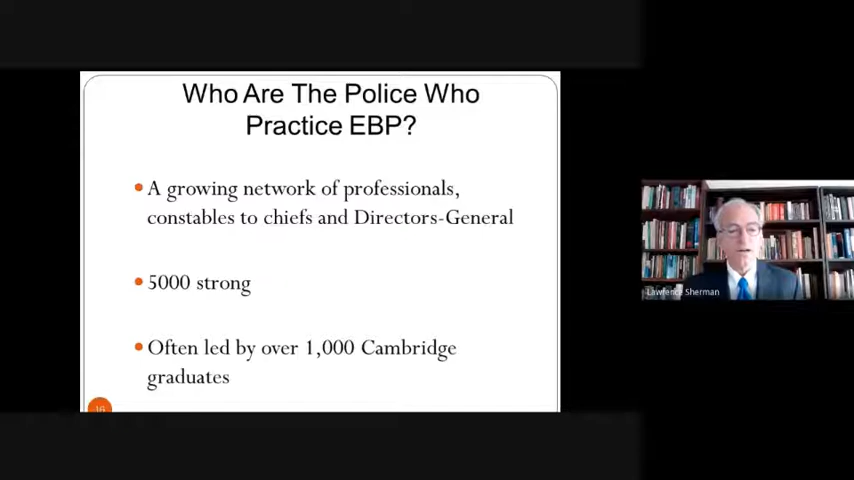 Who Are The Police Who
Practice EBP?
A growing network of professionals,
constables to chiefs and Directors-General
5000 strong
Often led by over 1,000 Cambridge
graduates
16
Lawrence Sherman